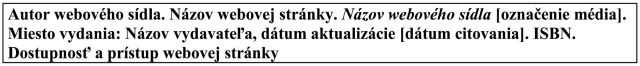 Autor webového sídla. Názov webovej stránky. Názov webového sídla [označenie média].
Miesto vydania: Názov vydavateľa, dátum aktualizácie [dátum citovania]. ISBN.
Dostupnosť a prístup webovej stránky